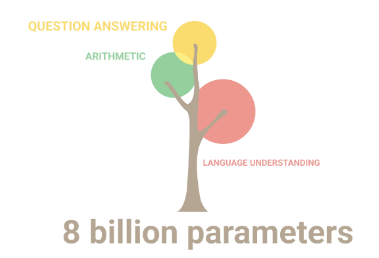 QUESTION ANSWERING
ARITHMETIC
LANGUAGE UNDERSTANDING
8 billion parameters